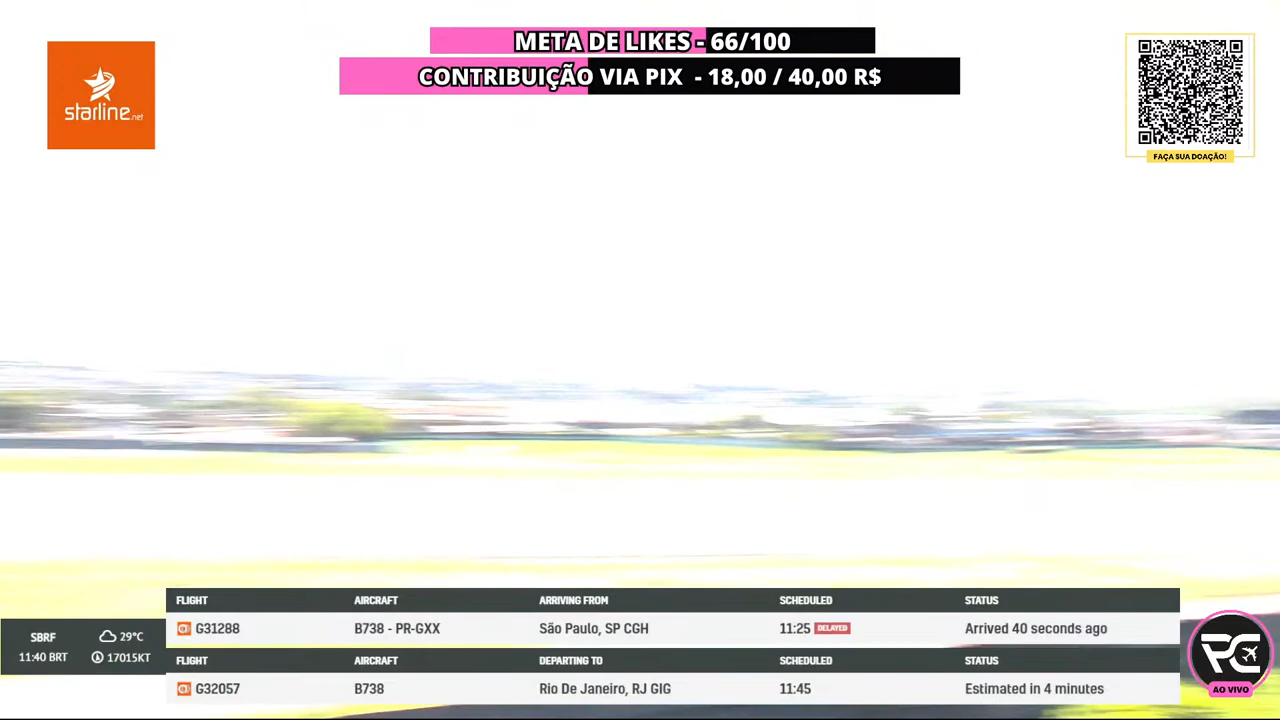 META DE LIKES - 66/100
CONTRIBUIÇÃO VIA PIX - 18,00 / 40,00 R$
starline.net
FAÇA SUA DOAÇÃO!
FLIGHT AIRCRAFT ARRIVING FROM SCHEDULED STATUS
G31288 B738 - PR-GXX São Paulo, SP CGH 11:25 DELAYED Arrived 40 seconds ago
FLIGHT AIRCRAFT DEPARTING TO SCHEDULED STATUS
G32057 B738 Rio De Janeiro, RJ GIG 11:45 Estimated in 4 minutes
SBRF 29°C
11:40 BRT 17015KT
PC
AO VIVO